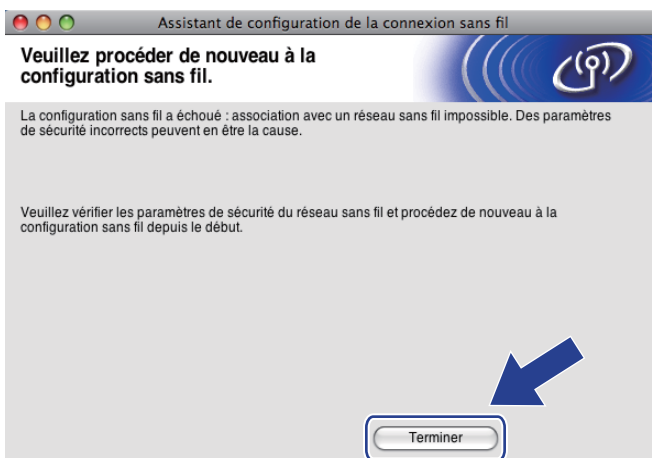 Assistant de configuration de la connexion sans fil
Veuillez procéder de nouveau à la
configuration sans fil.
La configuration sans fil a échoué : association avec un réseau sans fil impossible. Des paramètres
de sécurité incorrects peuvent en être la cause.
Veuillez vérifier les paramètres de sécurité du réseau sans fil et procédez de nouveau à la
configuration sans fil depuis le début.
Terminer